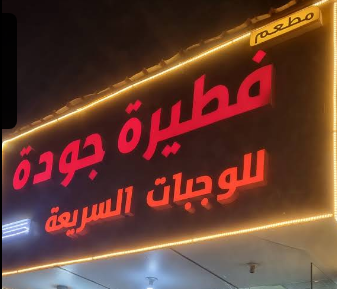 مطعم
فطيرة جودة
للوجبات السريعة